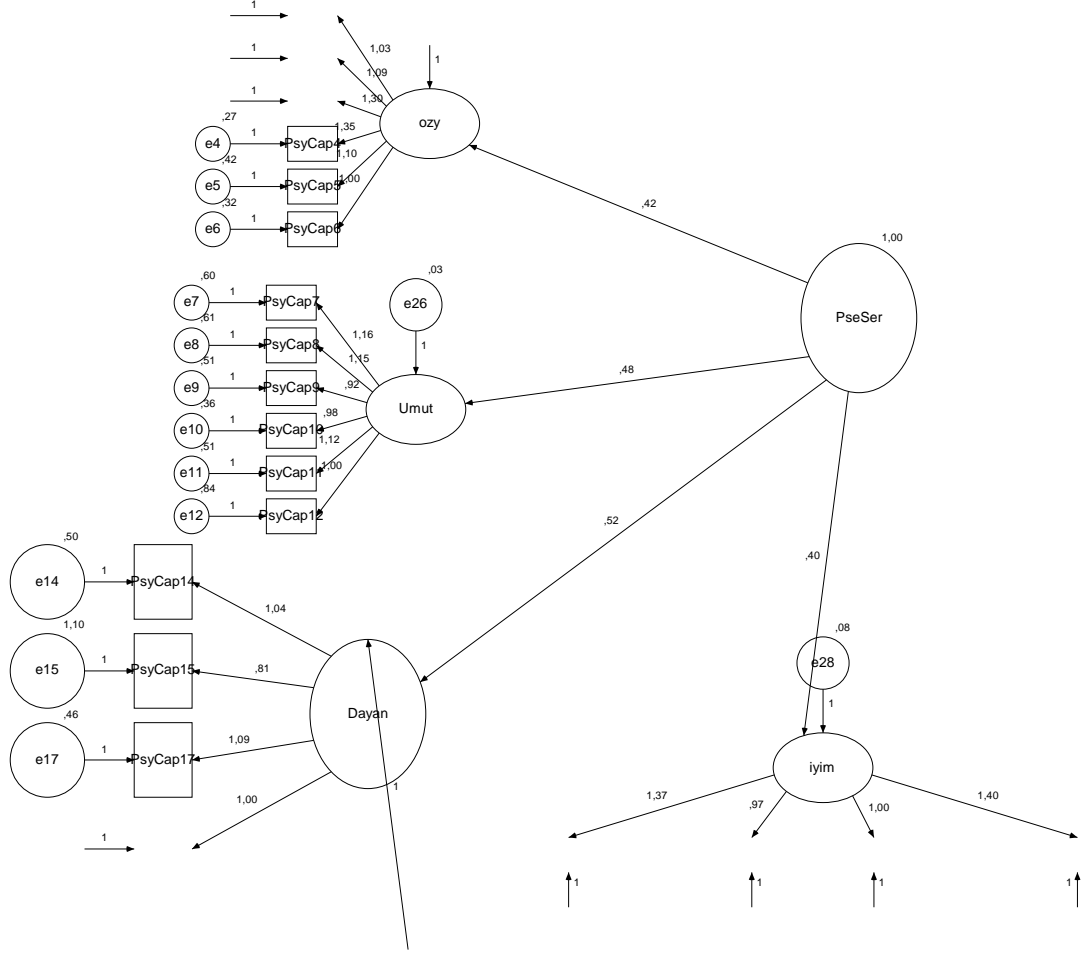 1
1,03
1
1,09
1
1
1,30
ozy
,27
e4
1
PsyCap4
1,35
,42
e5
1
PsyCap5
1,10
,32
e6
1
PsyCap6
1,00
,42
1,00
PseSer
,60
e7
1
PsyCap7
1,16
,03
e26
1
,61
e8
1
PsyCap8
1,15
,51
e9
1
PsyCap9
,92
Umut
,48
,36
e10
1
PsyCap10
,98
,51
e11
1
PsyCap11
1,12
,84
e12
1
PsyCap12
1,00
,50
e14
1
PsyCap14
1,04
,52
,40
1,10
e15
1
PsyCap15
,81
,08
e28
1
,46
e17
1
PsyCap17
1,09
Dayan
1
iyim
1,00
1
1,37
,97
1,00
1,40
1
1
1
1